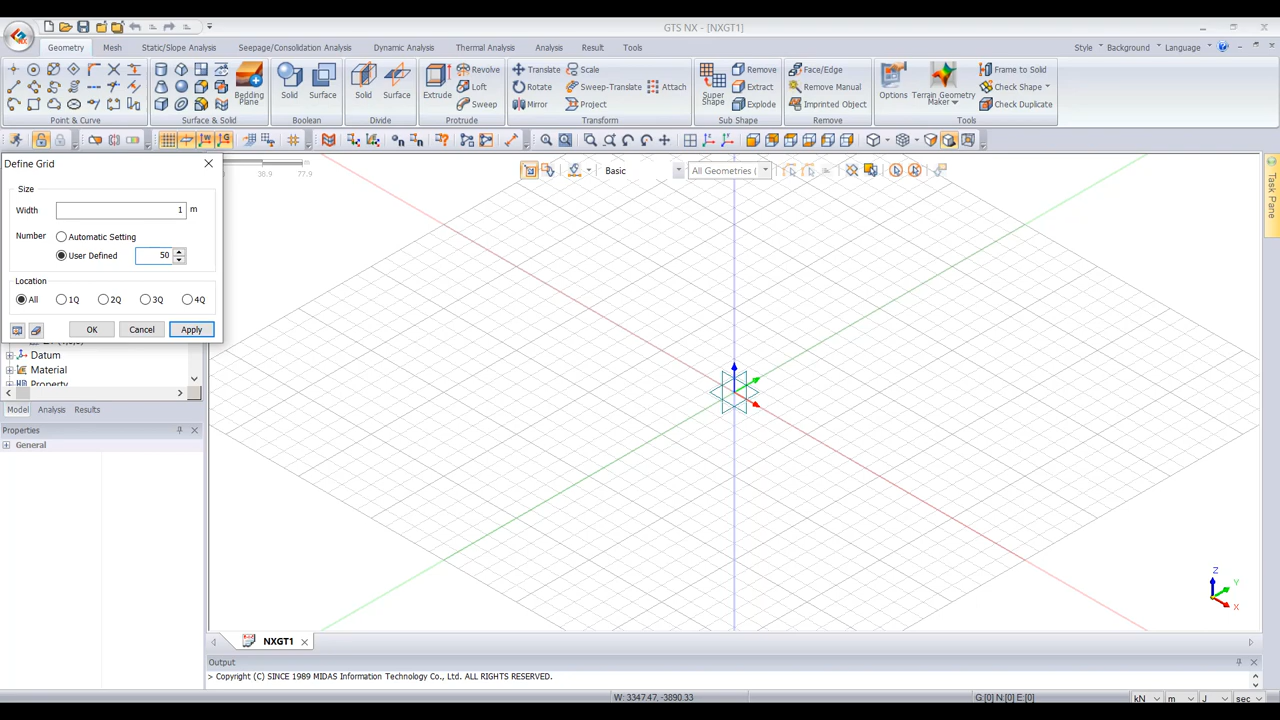 GTS NX - [NXGT1]
Geometry Mesh Static/Slope Analysis Seepage/Consolidation Analysis Dynamic Analysis Thermal Analysis Analysis Result Tools Style Background Language
Bedding Plane
Solid Surface
Solid Surface
Extrude
Revolve
Loft
Sweep
Translate Scale
Rotate Sweep-Translate Attach
Mirror Project
Super Shape
Remove
Extract
Explode
Face/Edge
Remove Manual
Imprinted Object
Options
Terrain Geometry Maker
Frame to Solid
Check Shape
Check Duplicate
Point & Curve Surface & Solid Boolean Divide Protrude Transform Sub Shape Remove Tools
Define Grid
Size
Width 1 m
Number Automatic Setting
User Defined 50
Location
All 1Q 2Q 3Q 4Q
OK Cancel Apply
38.9 77.9 m
Basic All Geometries (
Task Pane
Datum
Material
Property
Model Analysis Results
Properties
General
Z
Y
X
NXGT1
Output
> Copyright (C) SINCE 1989 MIDAS Information Technology Co., Ltd. ALL RIGHTS RESERVED.
W: 3347.47, -3890.33 G:[0] N:[0] E:[0] kN m J sec